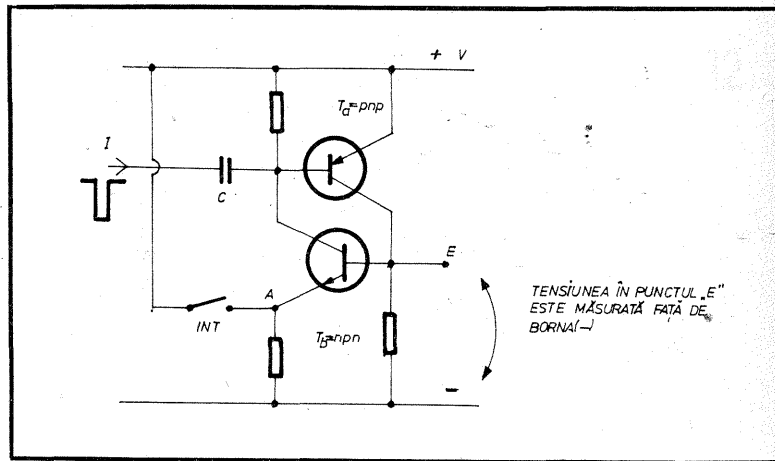 + V
Ta=pnp
I
C
E
A
INT
Tb=npn
TENSIUNEA ÎN PUNCTUL „E"
ESTE MĂSURATĂ FAȚĂ DE
BORNA(—)
—